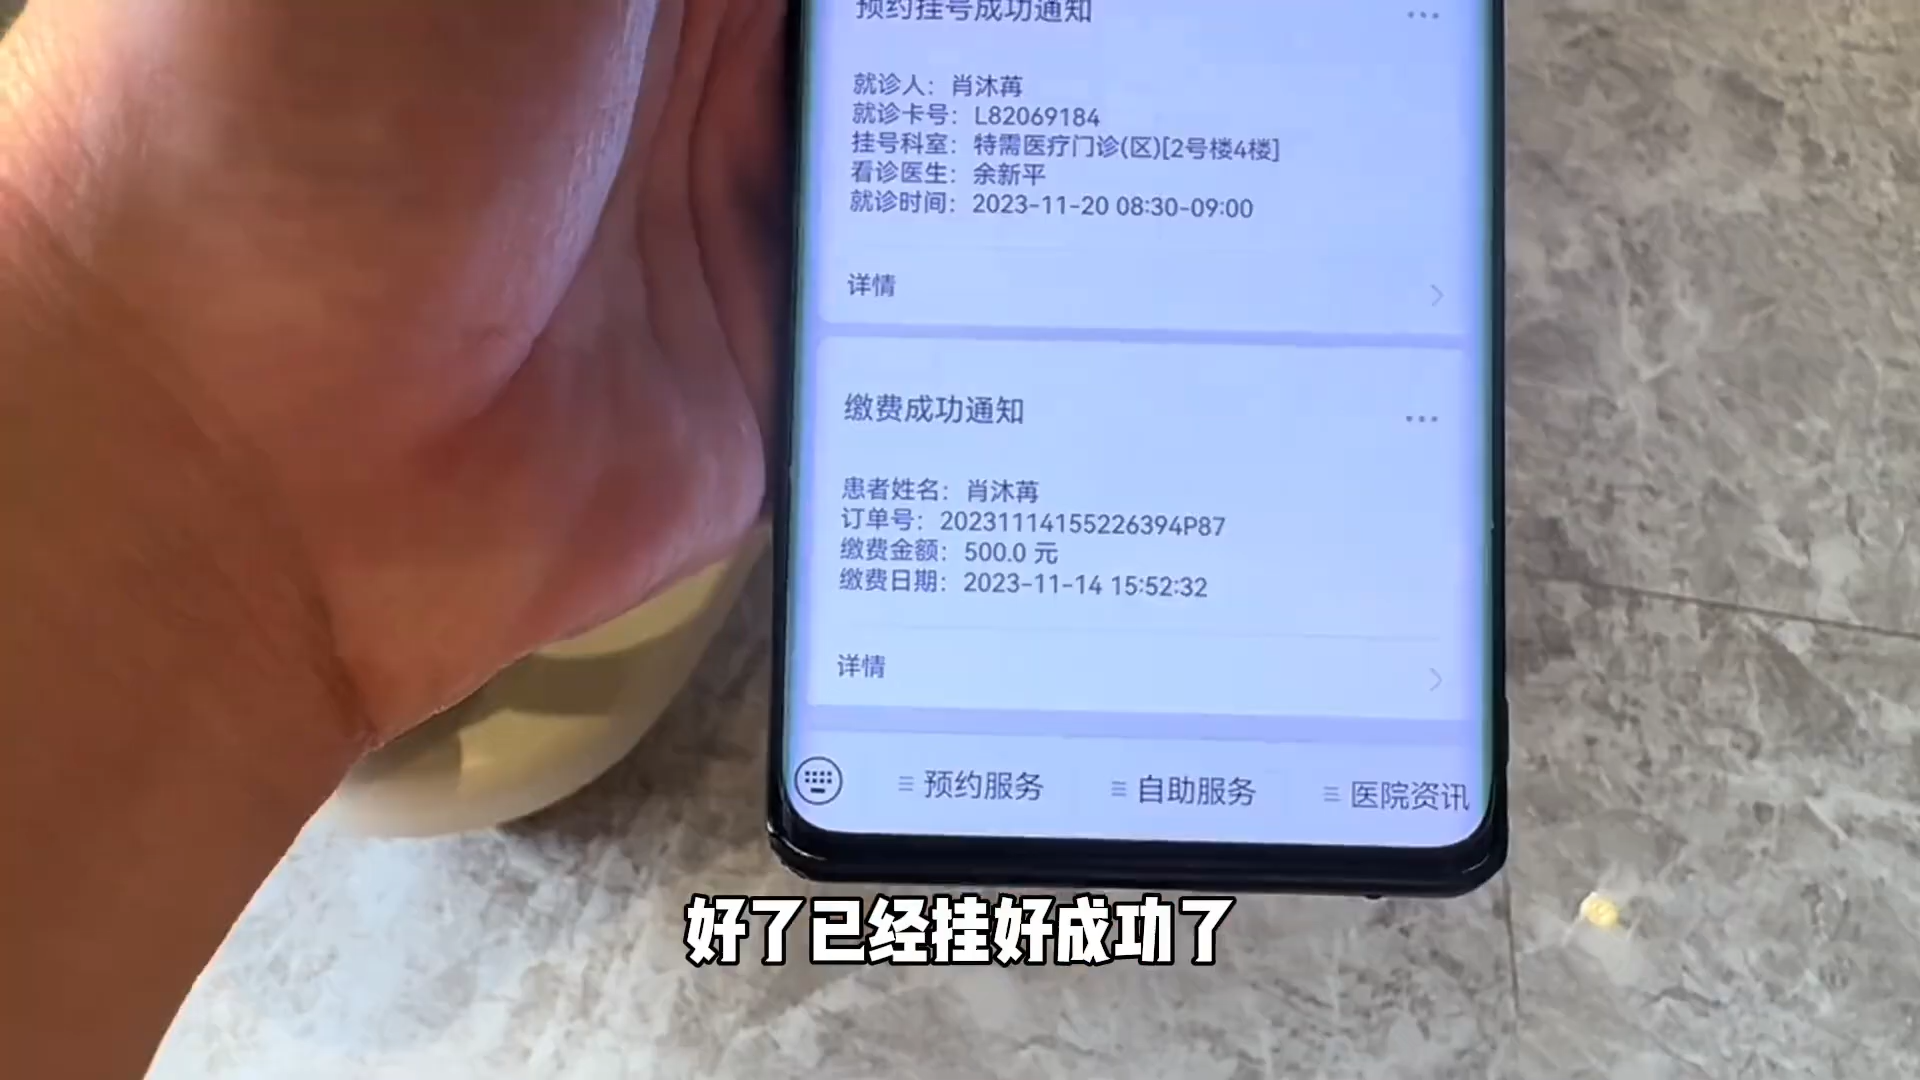 预约挂号成功通知
就诊人：肖沐苒
就诊卡号：L82069184
挂号科室：特需医疗门诊(区)[2号楼4楼]
看诊医生：余新平
就诊时间：2023-11-20 08:30-09:00
详情
缴费成功通知
患者姓名：肖沐苒
订单号：20231114155226394P87
缴费金额：500.0 元
缴费日期：2023-11-14 15:52:32
详情
预约服务
自助服务
医院资讯
好了已经挂好成功了